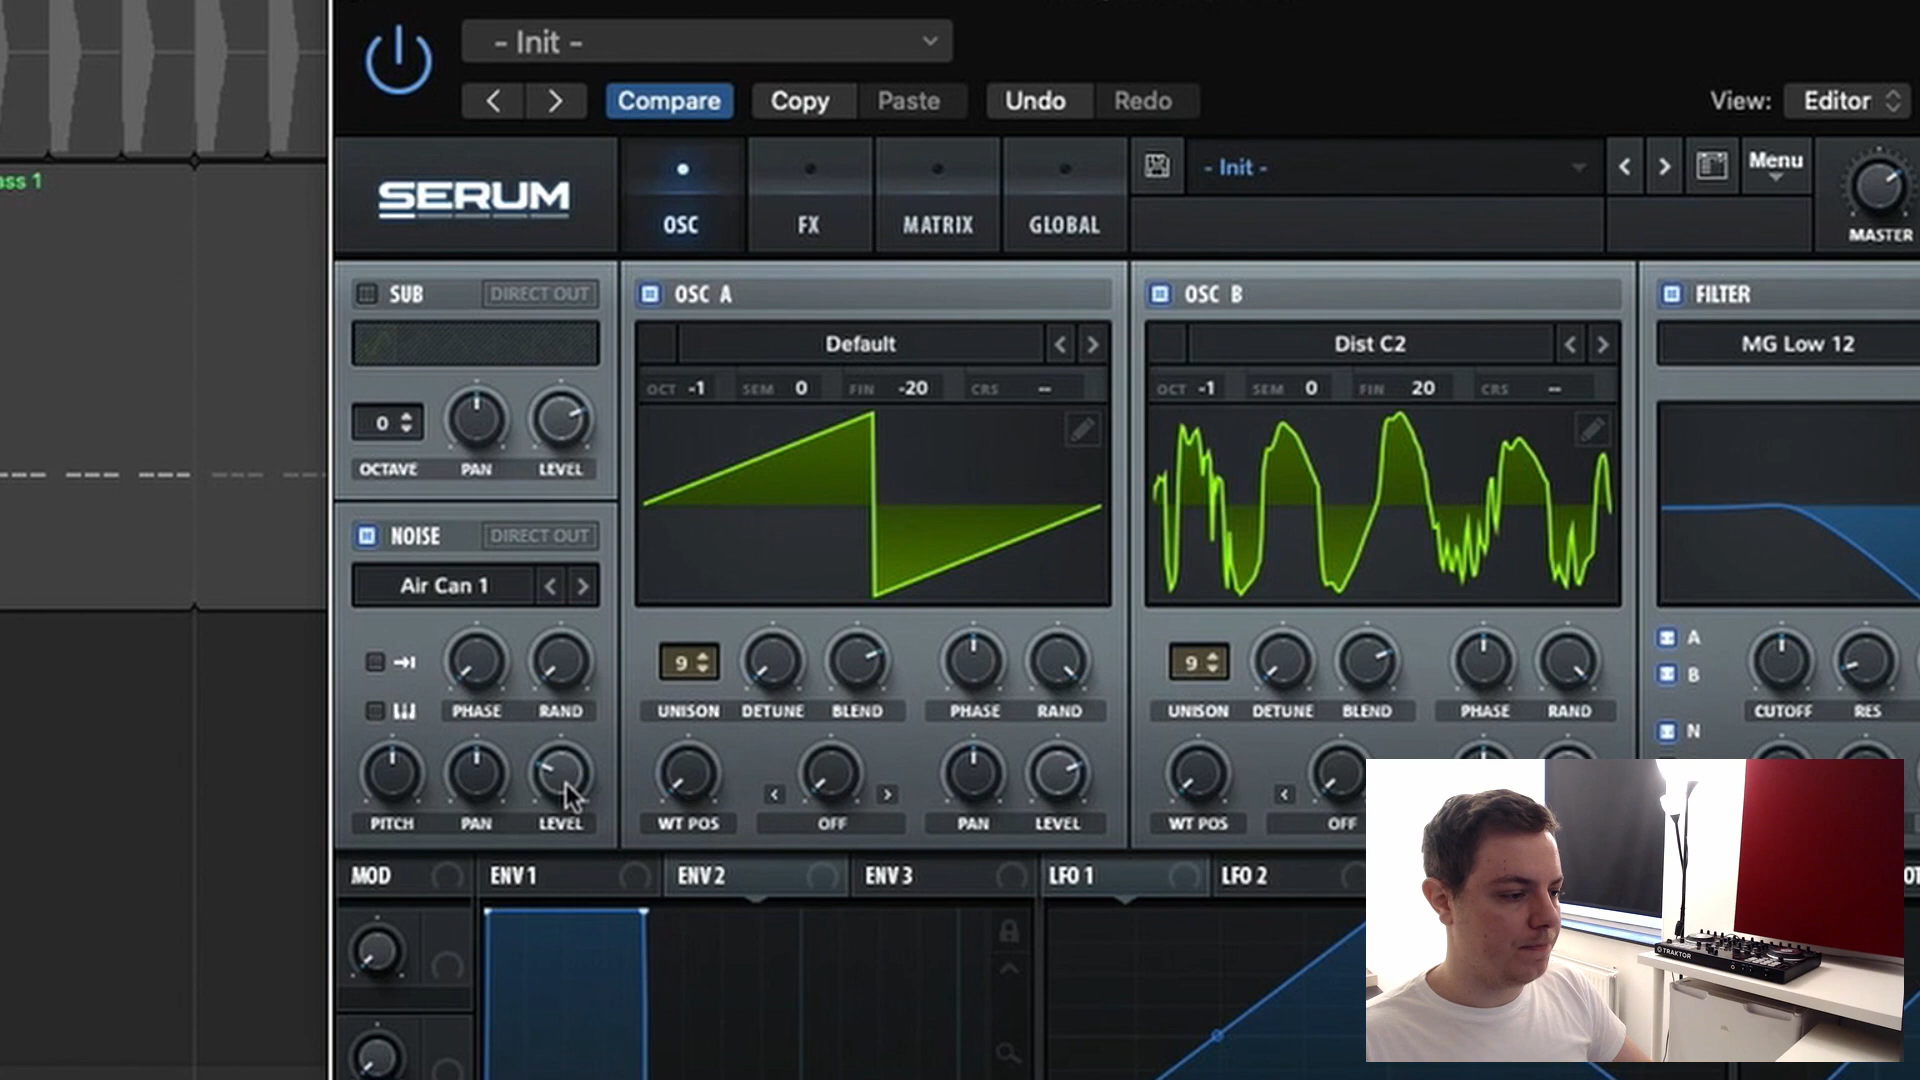 - Init -
Compare Copy Paste Undo Redo View: Editor
ass 1
SERUM OSC FX MATRIX GLOBAL - Init - Menu MASTER
SUB DIRECT OUT
OSC A
OSC B
FILTER
Default
Dist C2
MG Low 12
OCT -1 SEM 0 FIN -20 CRS --
OCT -1 SEM 0 FIN 20 CRS --
0
OCTAVE PAN LEVEL
NOISE DIRECT OUT
Air Can 1
9
9
A
B
PHASE RAND
UNISON DETUNE BLEND PHASE RAND
UNISON DETUNE BLEND PHASE RAND
CUTOFF RES
N
PITCH PAN LEVEL
WT POS OFF PAN LEVEL
WT POS OFF
MOD ENV 1 ENV 2 ENV 3 LFO 1 LFO 2
TRAKTOR